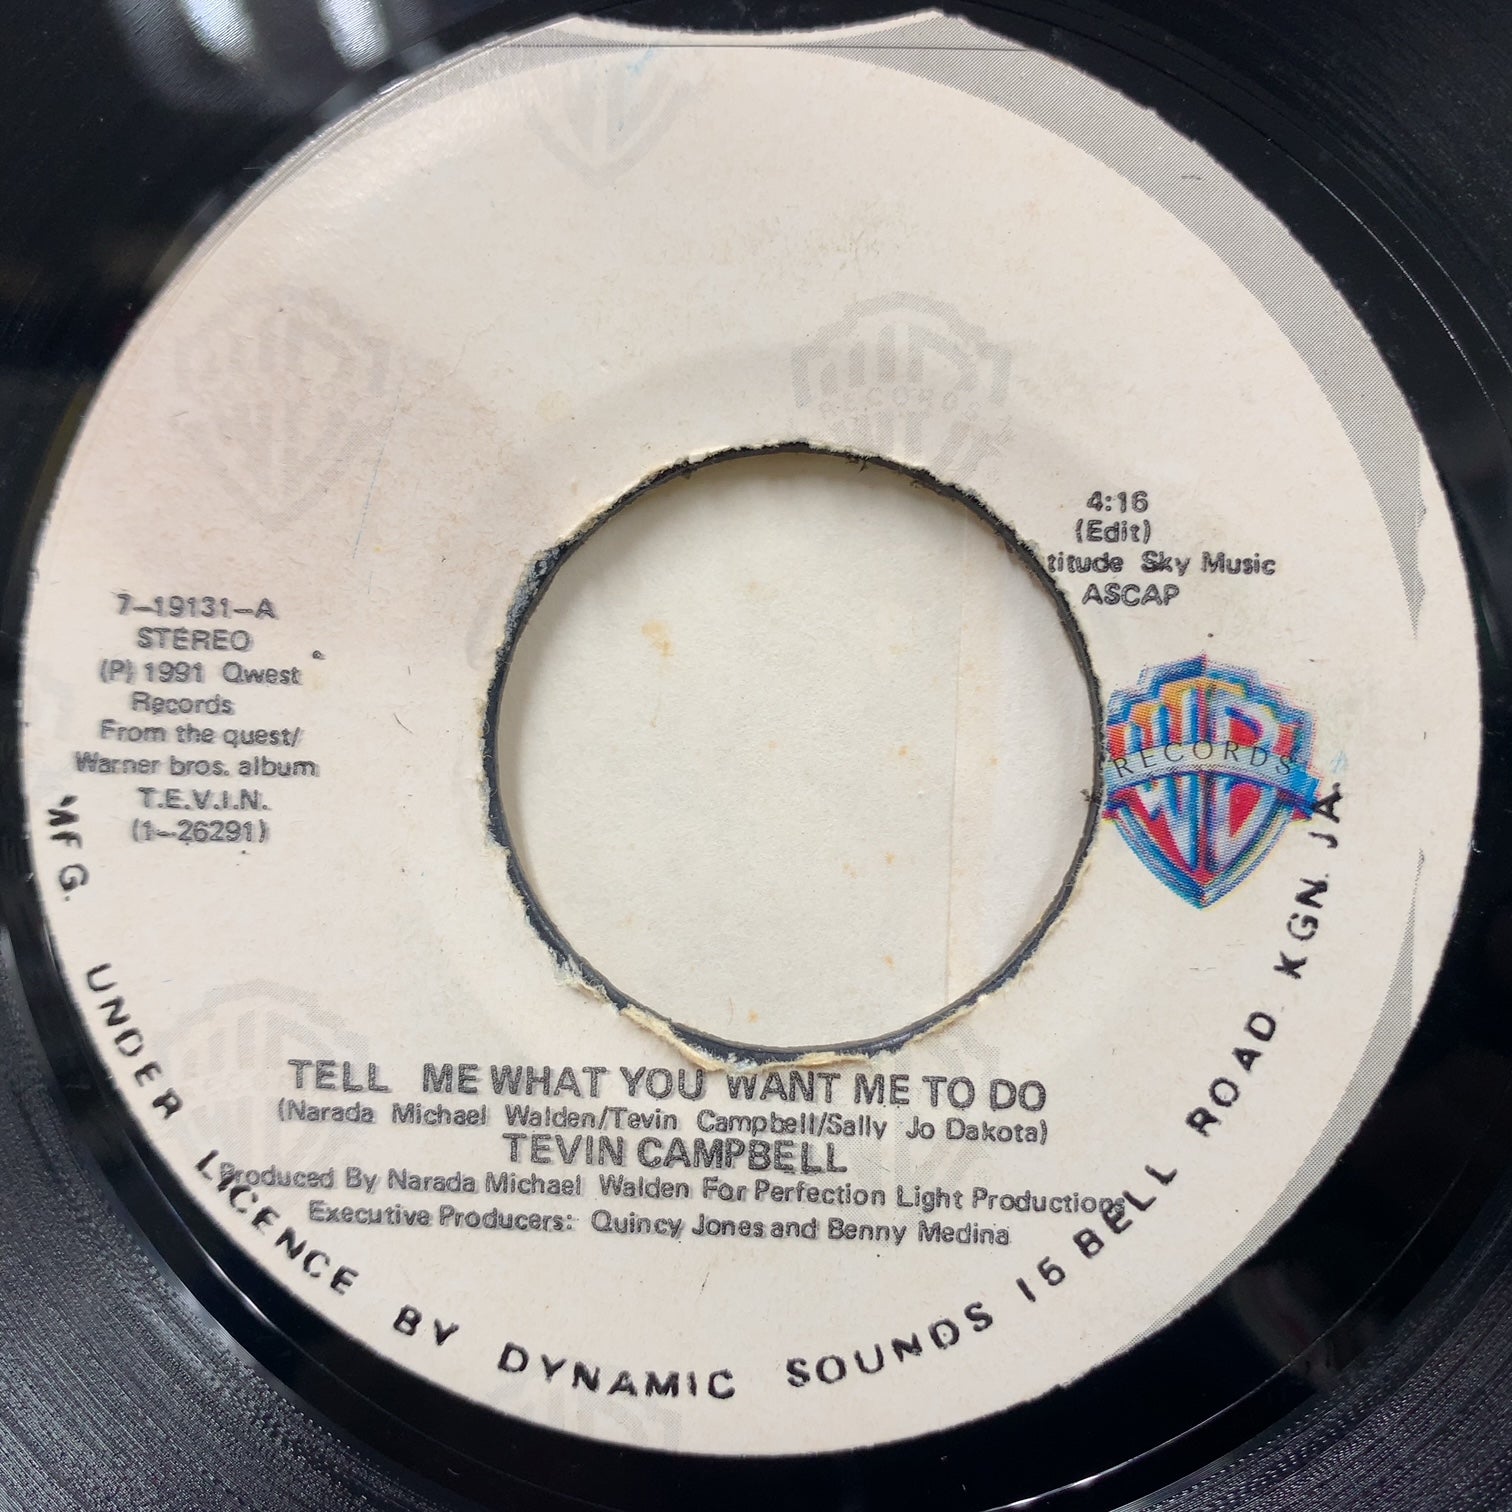 4:16
(Edit)
titude Sky Music
ASCAP
7-19131-A
STEREO
(P) 1991 Qwest
Records
From the quest/
Warner bros. album
T.E.V.I.N.
(1-26291)
RECORDS
TELL ME WHAT YOU WANT ME TO DO
(Narada Michael Walden/Tevin Campbell/Sally Jo Dakota)
TEVIN CAMPBELL
Produced By Narada Michael Walden For Perfection Light Productions
Executive Producers: Quincy Jones and Benny Medina
MFG. UNDER LICENCE BY DYNAMIC SOUNDS 15 BELL ROAD KGN. JA.